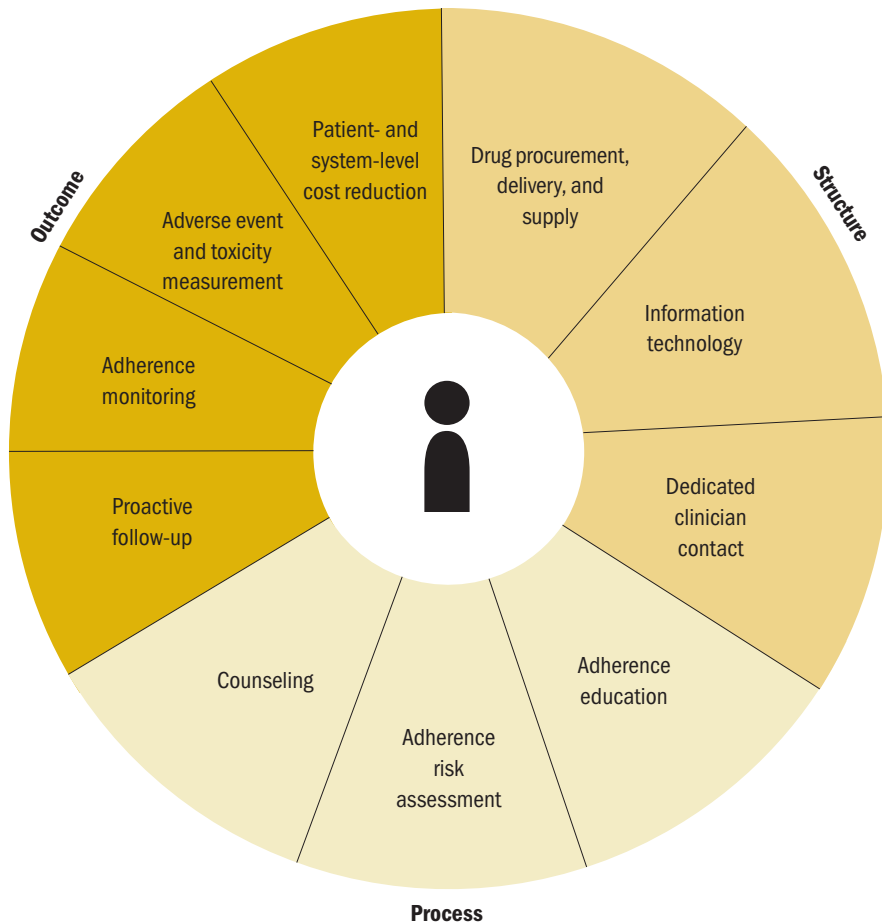 Patient- and
system-level
cost reduction
Drug procurement,
delivery, and
supply
Structure
Information
technology
Dedicated
clinician
contact
Adherence
education
Process
Adherence
risk
assessment
Counseling
Outcome
Proactive
follow-up
Adherence
monitoring
Adverse event
and toxicity
measurement